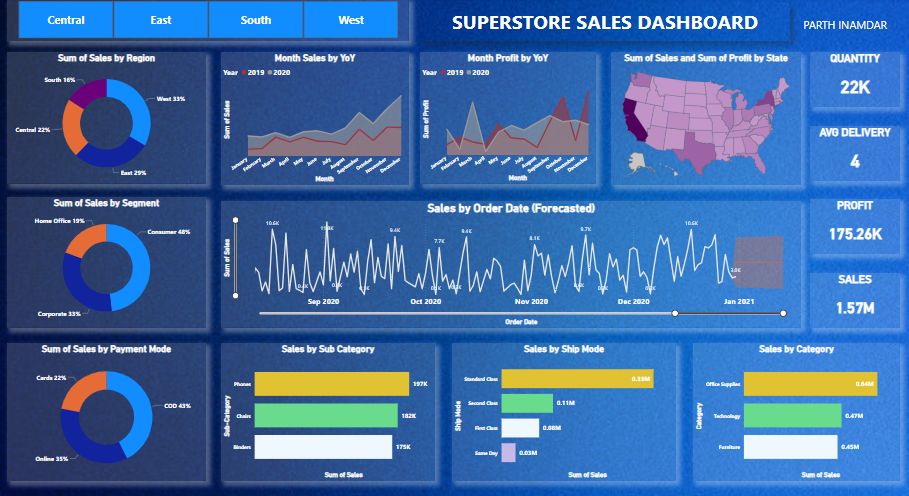 Central
East
South
West
SUPERSTORE SALES DASHBOARD
PARTH INAMDAR
Sum of Sales by Region
South 16%
West 33%
Central 22%
East 29%
Month Sales by YoY
Year 2019 2020
Sum of Sales
January
February
March
April
May
June
July
August
September
October
November
December
Month
Month Profit by YoY
Year 2019 2020
Sum of Profit
January
February
March
April
May
June
July
August
September
October
November
December
Month
Sum of Sales and Sum of Profit by State
QUANTITY
22K
AVG DELIVERY
4
PROFIT
175.26K
SALES
1.57M
Sum of Sales by Segment
Home Office 19%
Consumer 48%
Corporate 33%
Sales by Order Date (Forecasted)
Sum of Sales
10.6K
9.4K
7.7K
9.4K
8.1K
9.7K
10.6K
Sep 2020
Oct 2020
Nov 2020
Dec 2020
Jan 2021
Order Date
Sum of Sales by Payment Mode
Cards 22%
COD 43%
Online 35%
Sales by Sub Category
Sub-Category
Phones
197K
Chairs
182K
Binders
175K
Sum of Sales
Sales by Ship Mode
Ship Mode
Standard Class
Second Class
0.11M
First Class
0.08M
Same Day
0.03M
Sum of Sales
Sales by Category
Category
Office Supplies
0.64M
Technology
0.47M
Furniture
0.45M
Sum of Sales